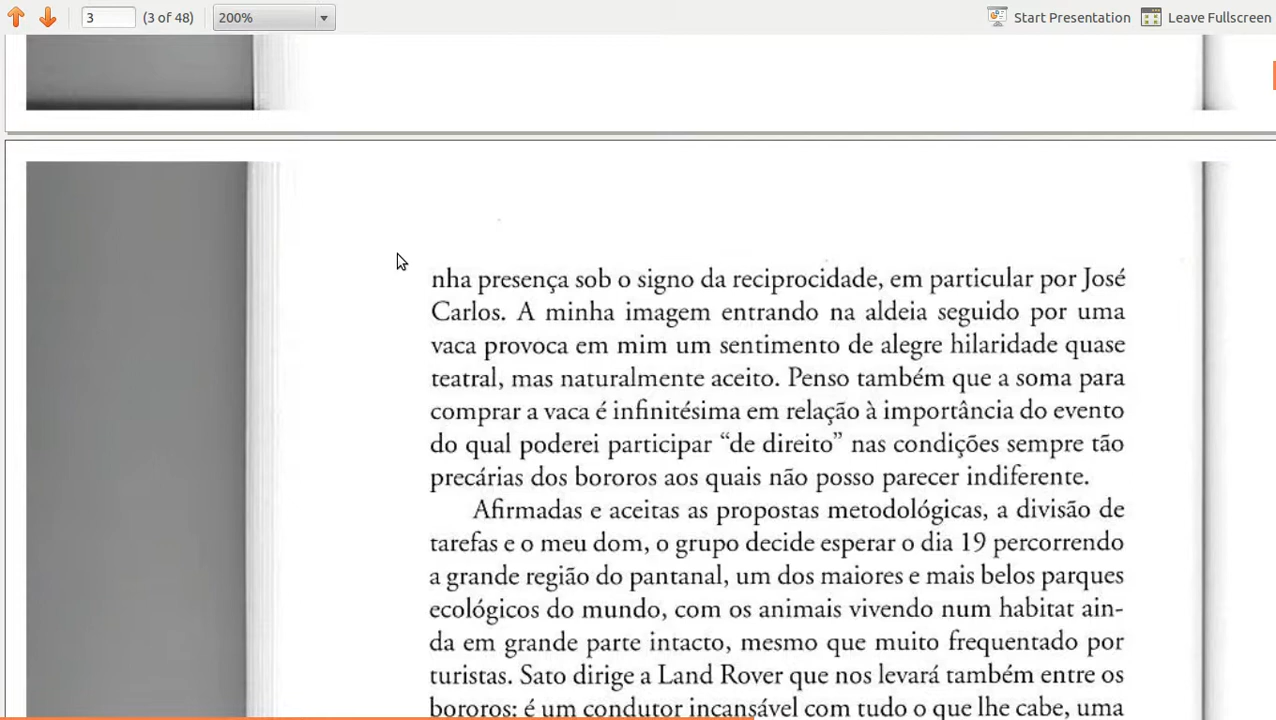 3 (3 of 48) 200% Start Presentation Leave Fullscreen
nha presença sob o signo da reciprocidade, em particular por José
Carlos. A minha imagem entrando na aldeia seguido por uma
vaca provoca em mim um sentimento de alegre hilaridade quase
teatral, mas naturalmente aceito. Penso também que a soma para
comprar a vaca é infinitésima em relação à importância do evento
do qual poderei participar “de direito” nas condições sempre tão
precárias dos bororos aos quais não posso parecer indiferente.
Afirmadas e aceitas as propostas metodológicas, a divisão de
tarefas e o meu dom, o grupo decide esperar o dia 19 percorrendo
a grande região do pantanal, um dos maiores e mais belos parques
ecológicos do mundo, com os animais vivendo num habitat ain-
da em grande parte intacto, mesmo que muito frequentado por
turistas. Sato dirige a Land Rover que nos levará também entre os
bororos: é um condutor incansável com tudo o que lhe cabe, uma